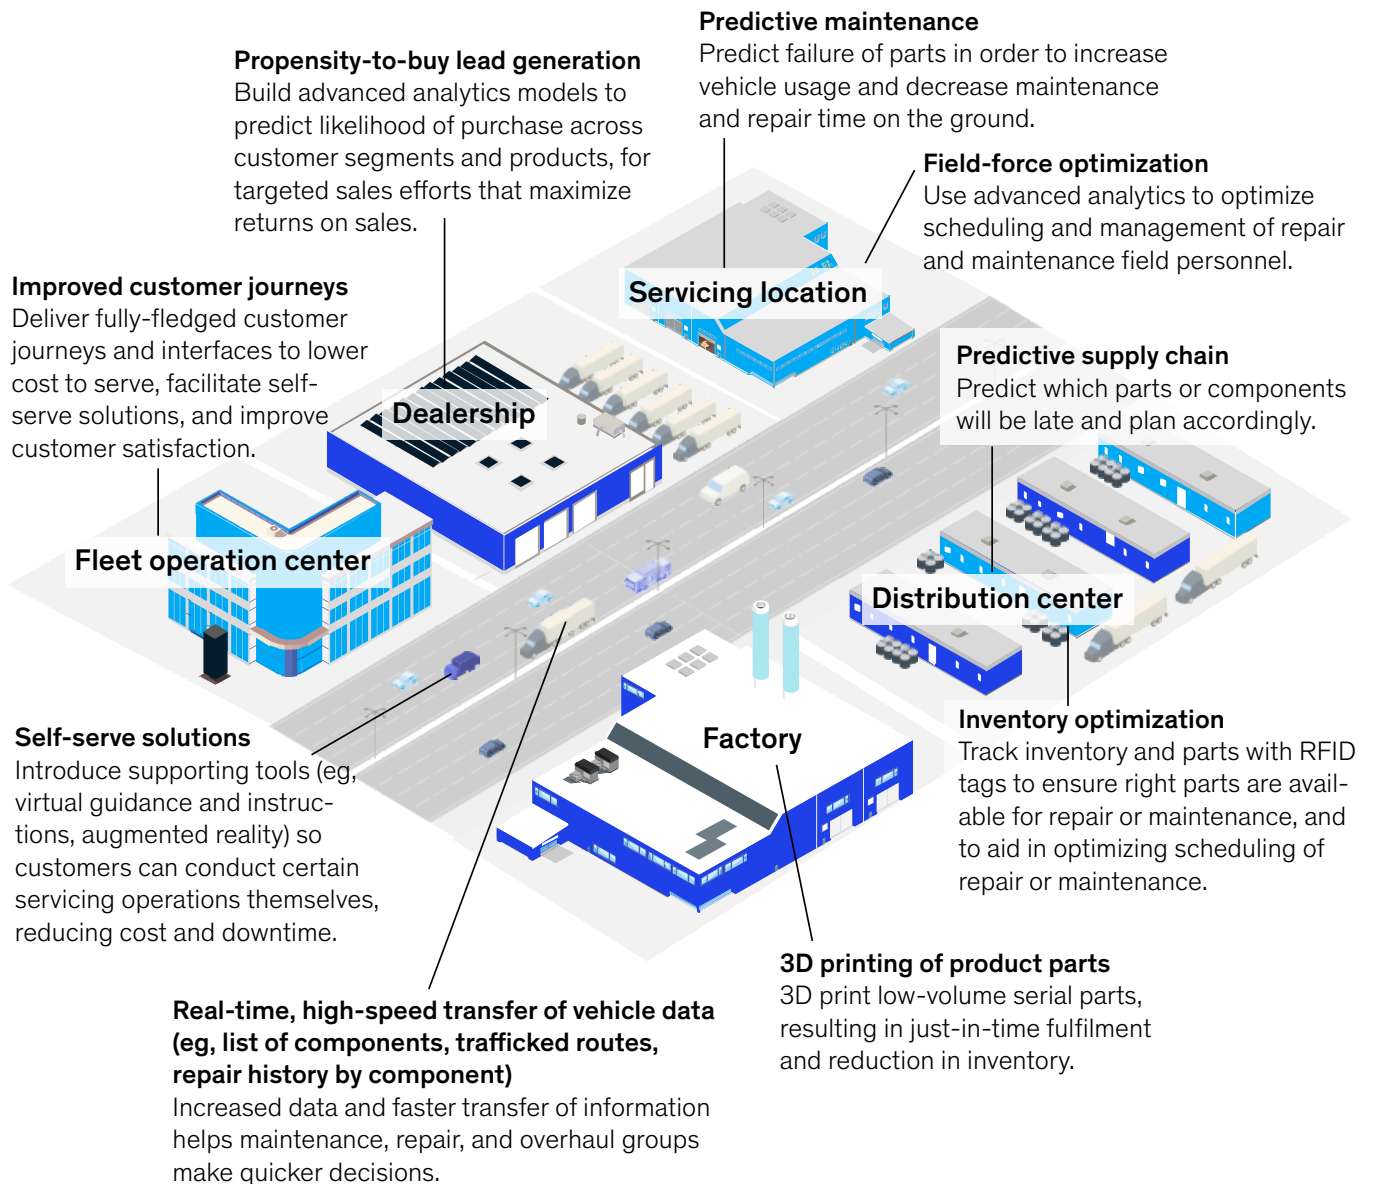 Predictive maintenance
Predict failure of parts in order to increase
vehicle usage and decrease maintenance
and repair time on the ground.
Propensity-to-buy lead generation
Build advanced analytics models to
predict likelihood of purchase across
customer segments and products, for
targeted sales efforts that maximize
returns on sales.
Field-force optimization
Use advanced analytics to optimize
scheduling and management of repair
and maintenance field personnel.
Improved customer journeys
Deliver fully-fledged customer
journeys and interfaces to lower
cost to serve, facilitate self-
serve solutions, and improve
customer satisfaction.
Servicing location
Predictive supply chain
Predict which parts or components
will be late and plan accordingly.
Dealership
Fleet operation center
Distribution center
Factory
Inventory optimization
Track inventory and parts with RFID
tags to ensure right parts are avail-
able for repair or maintenance, and
to aid in optimizing scheduling of
repair or maintenance.
Self-serve solutions
Introduce supporting tools (eg,
virtual guidance and instruc-
tions, augmented reality) so
customers can conduct certain
servicing operations themselves,
reducing cost and downtime.
3D printing of product parts
3D print low-volume serial parts,
resulting in just-in-time fulfilment
and reduction in inventory.
Real-time, high-speed transfer of vehicle data
(eg, list of components, trafficked routes,
repair history by component)
Increased data and faster transfer of information
helps maintenance, repair, and overhaul groups
make quicker decisions.